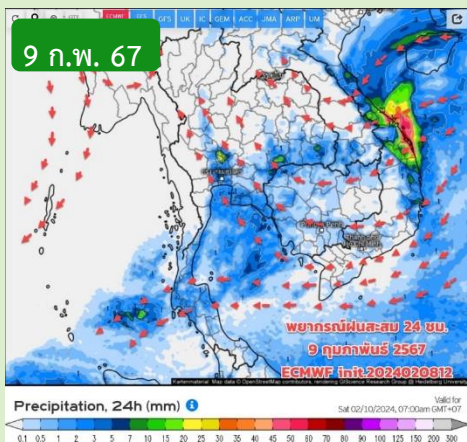 ECMWF EFS GFS UK IC GEM ACC JMA ARP UM
9 ก.พ. 67
พยากรณ์ฝนสะสม 24 ชม.
9 กุมภาพันธ์ 2567
ECMWF init.2024020812
Precipitation, 24h (mm)
Valid for
Sat 02/10/2024, 07:00am GMT+07
0.1 0.5 1 2 3 5 7 10 15 20 25 30 35 40 45 50 60 70 80 90 100 125 150 200 300